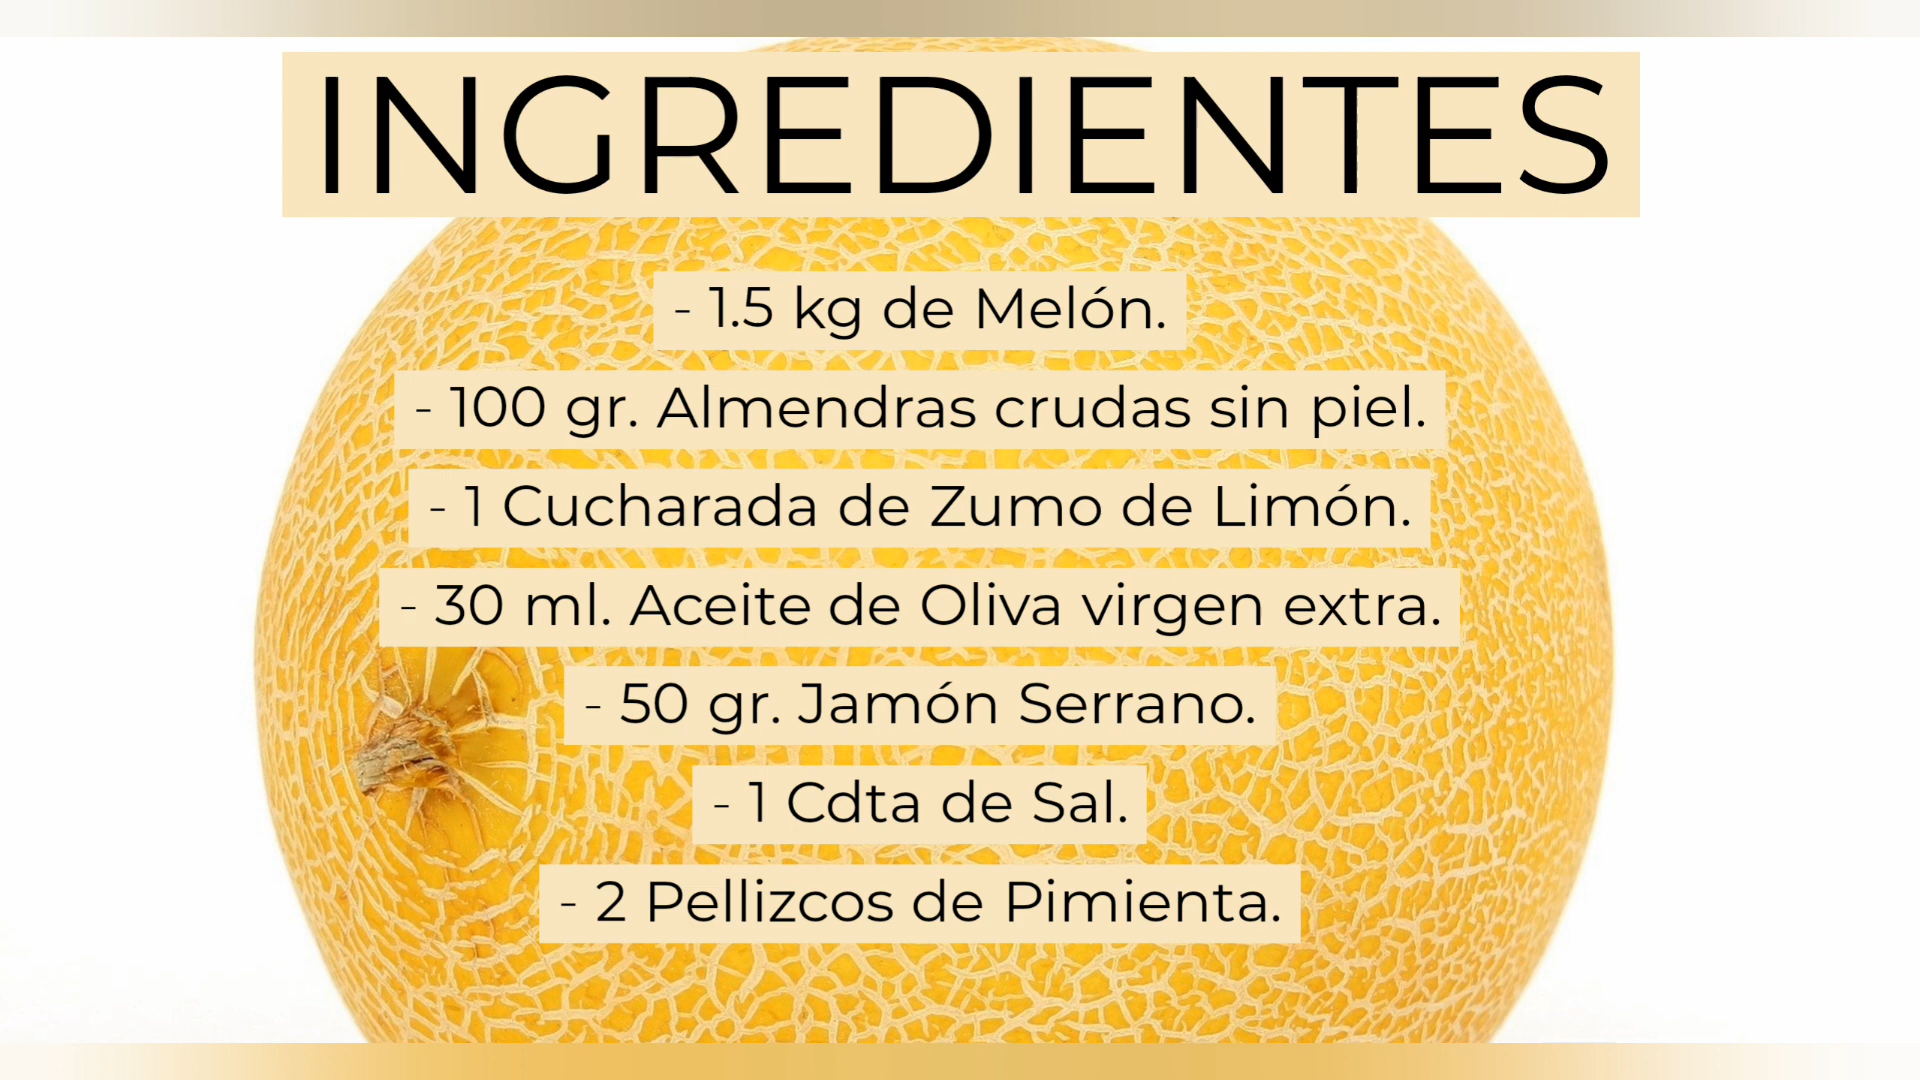 INGREDIENTES
- 1.5 kg de Melón.
- 100 gr. Almendras crudas sin piel.
- 1 Cucharada de Zumo de Limón.
- 30 ml. Aceite de Oliva virgen extra.
- 50 gr. Jamón Serrano.
- 1 Cdta de Sal.
- 2 Pellizcos de Pimienta.